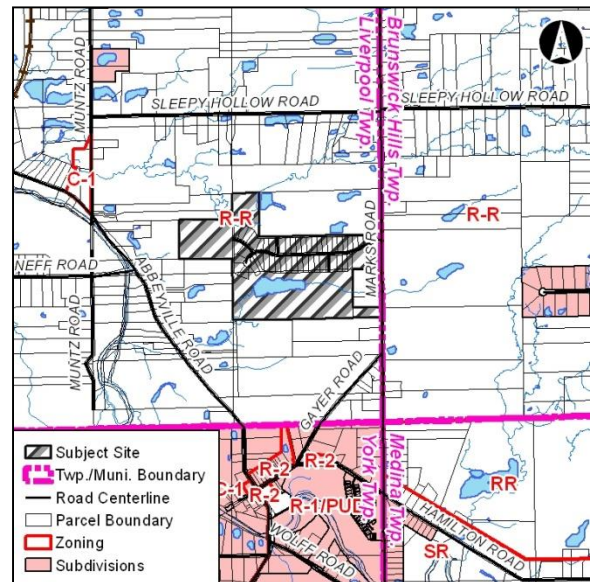 MUNTZ ROAD
SLEEPY HOLLOW ROAD
Liverpool Twp.
Brunswick Hills Twp.
SLEEPY HOLLOW ROAD
C-1
R-R
R-R
NEFF ROAD
ABBEYVILLE ROAD
MARKS ROAD
MUNTZ ROAD
GAYER ROAD
R-2
R-2
C-1
R-2
R-1/PUD
York Twp.
Medina Twp.
RR
HAMILTON ROAD
SR
WOLFF ROAD
Subject Site
Twp./Muni. Boundary
Road Centerline
Parcel Boundary
Zoning
Subdivisions